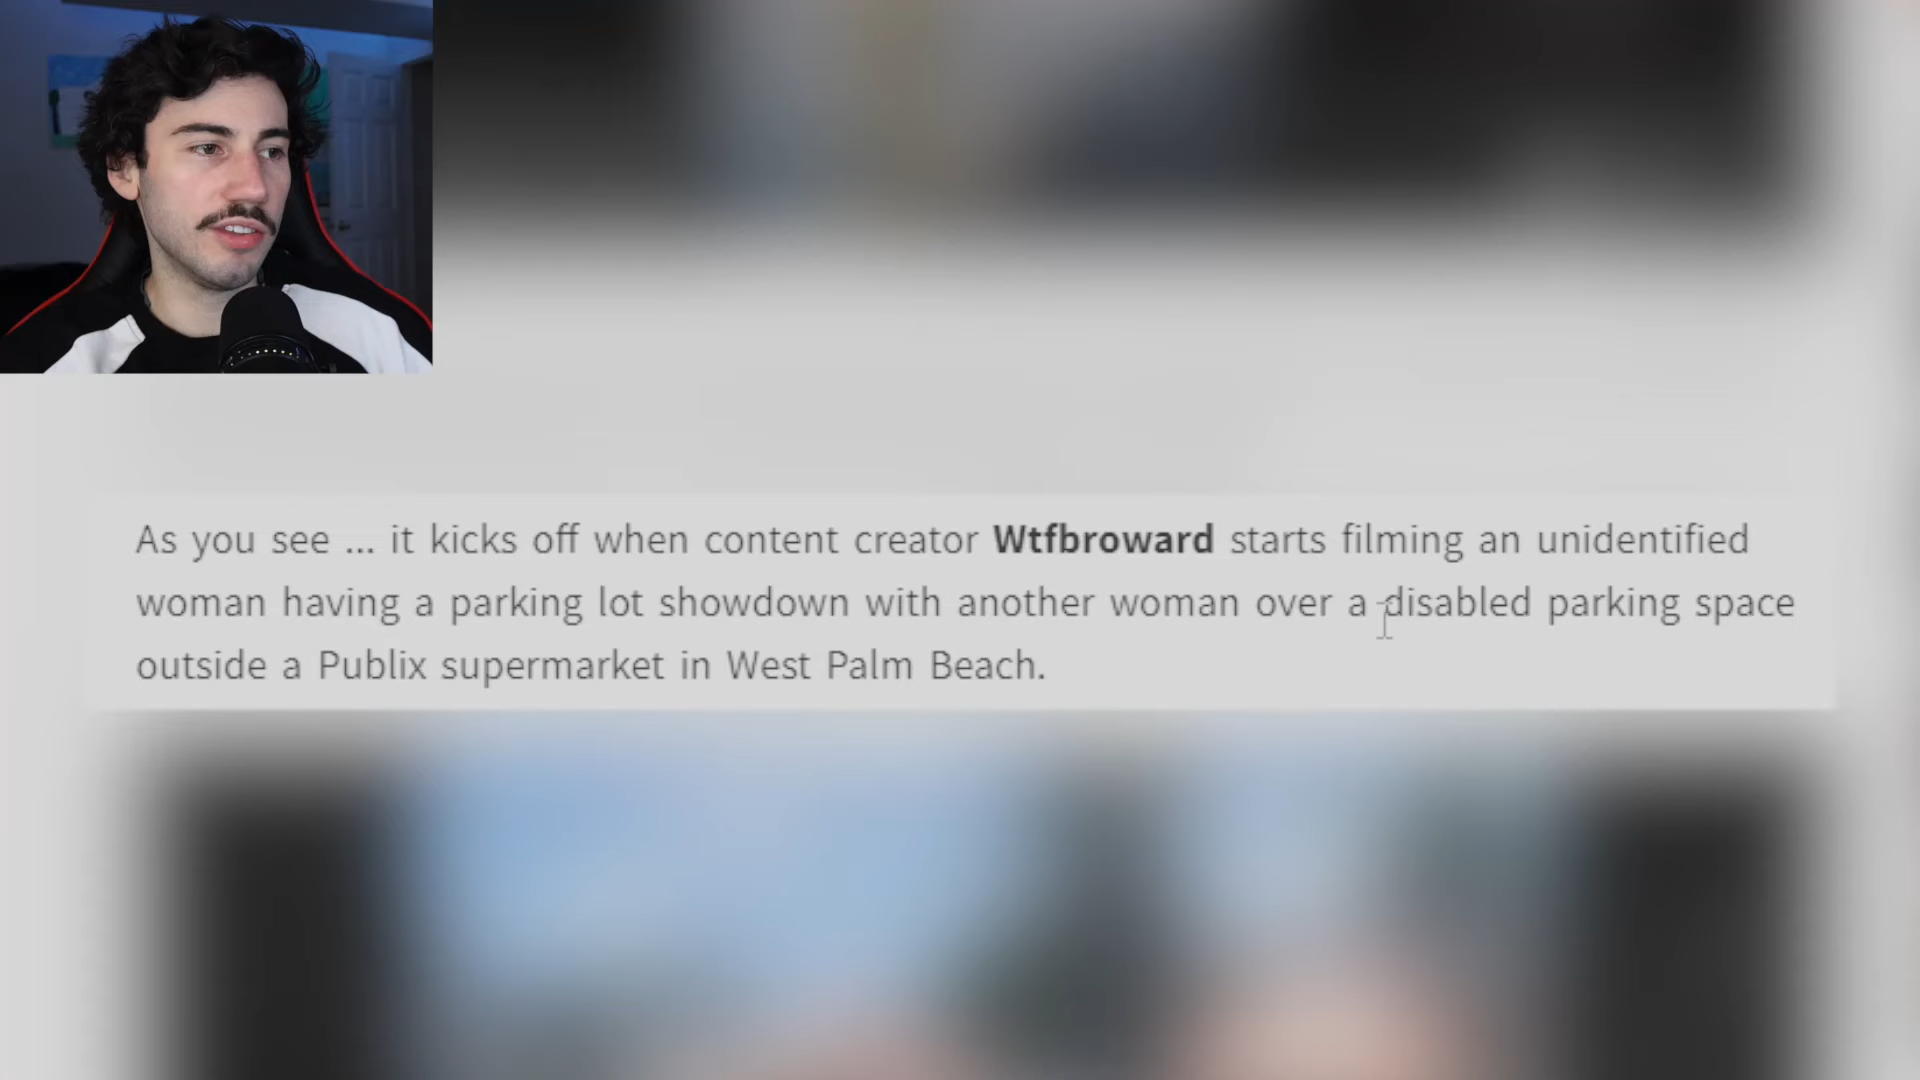 As you see ... it kicks off when content creator Wtfbroward starts filming an unidentified
woman having a parking lot showdown with another woman over a disabled parking space
outside a Publix supermarket in West Palm Beach.